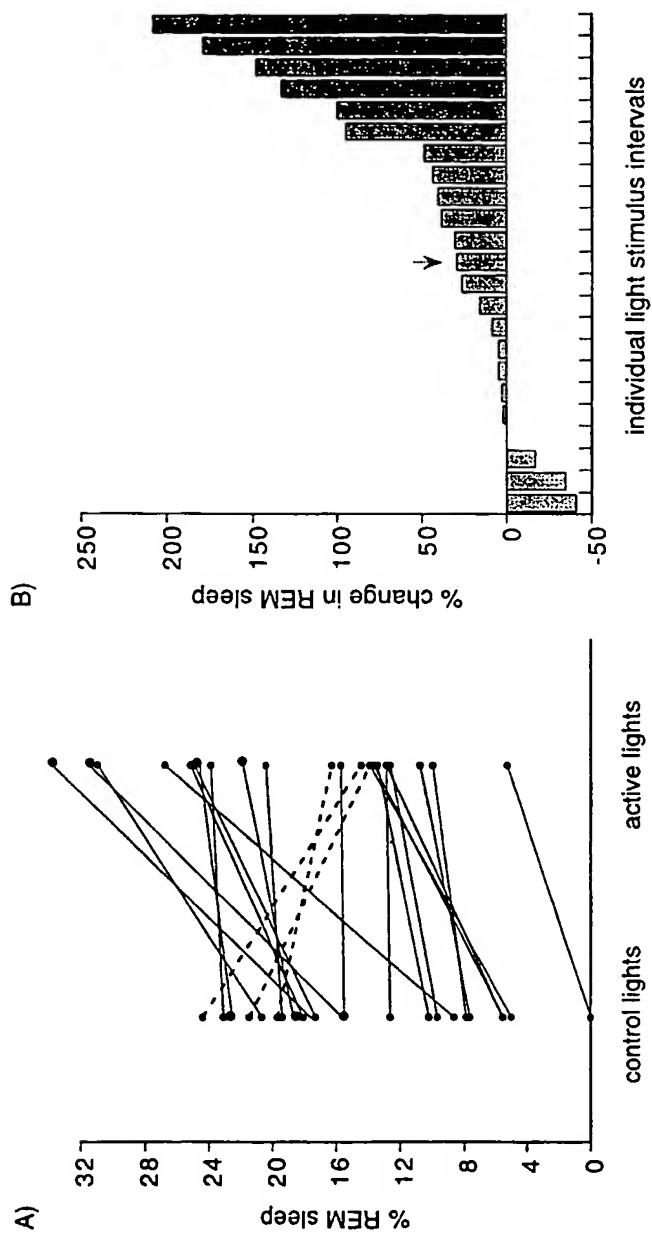 A)
% REM sleep
32
28
24
20
16
12
8
4
0
control lights
active lights
B)
% change in REM sleep
250
200
150
100
50
0
-50
individual light stimulus intervals